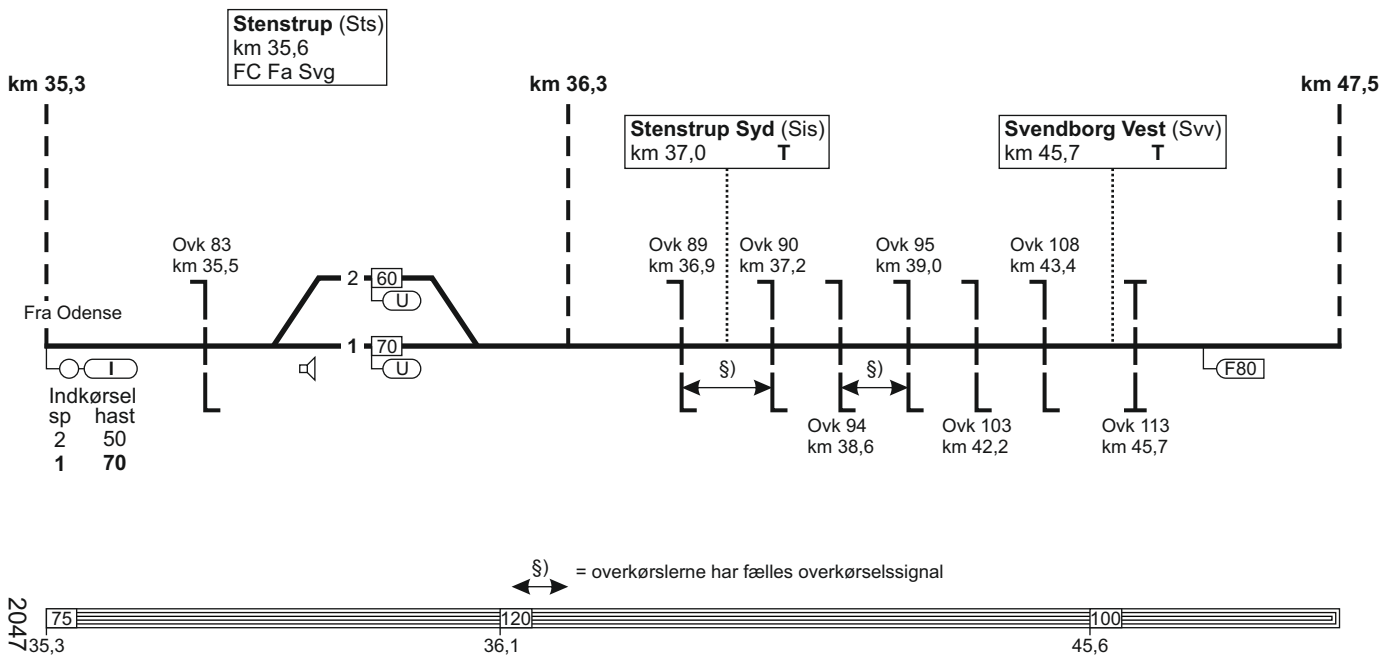 Stenstrup (Sts)
km 35,6
FC Fa Svg
km 35,3
km 36,3
km 47,5
Stenstrup Syd (Sis)
km 37,0 T
Svendborg Vest (Svv)
km 45,7 T
Ovk 83
km 35,5
Ovk 89
km 36,9
Ovk 90
km 37,2
Ovk 95
km 39,0
Ovk 108
km 43,4
2 60
U
Fra Odense
1 70
U
I
§)
§)
F80
Indkørsel
sp hast
2 50
1 70
Ovk 94
km 38,6
Ovk 103
km 42,2
Ovk 113
km 45,7
§) = overkørslerne har fælles overkørselssignal
2047
75 120 100
35,3 36,1 45,6